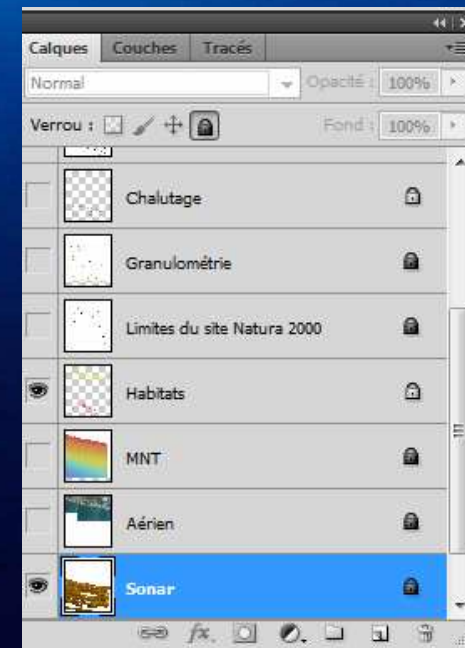 Calques Couches Tracés
Normal Opacité : 100%
Verrou : Fond : 100%
Chalutage
Granulométrie
Limites du site Natura 2000
Habitats
MNT
Aérien
Sonar
fx.